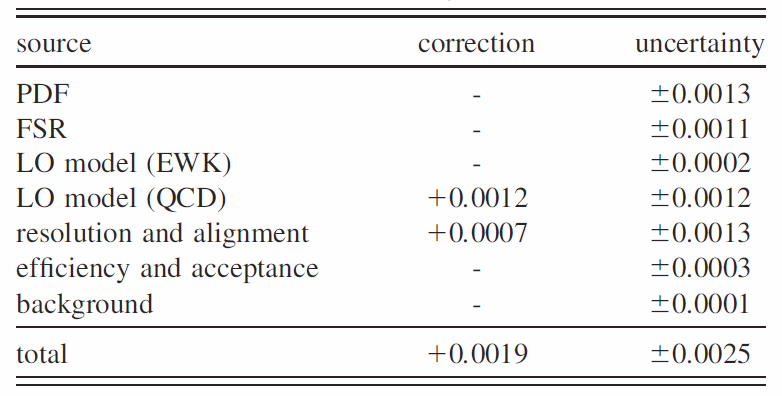 source correction uncertainty
PDF - ±0.0013
FSR - ±0.0011
LO model (EWK) - ±0.0002
LO model (QCD) +0.0012 ±0.0012
resolution and alignment +0.0007 ±0.0013
efficiency and acceptance - ±0.0003
background - ±0.0001
total +0.0019 ±0.0025